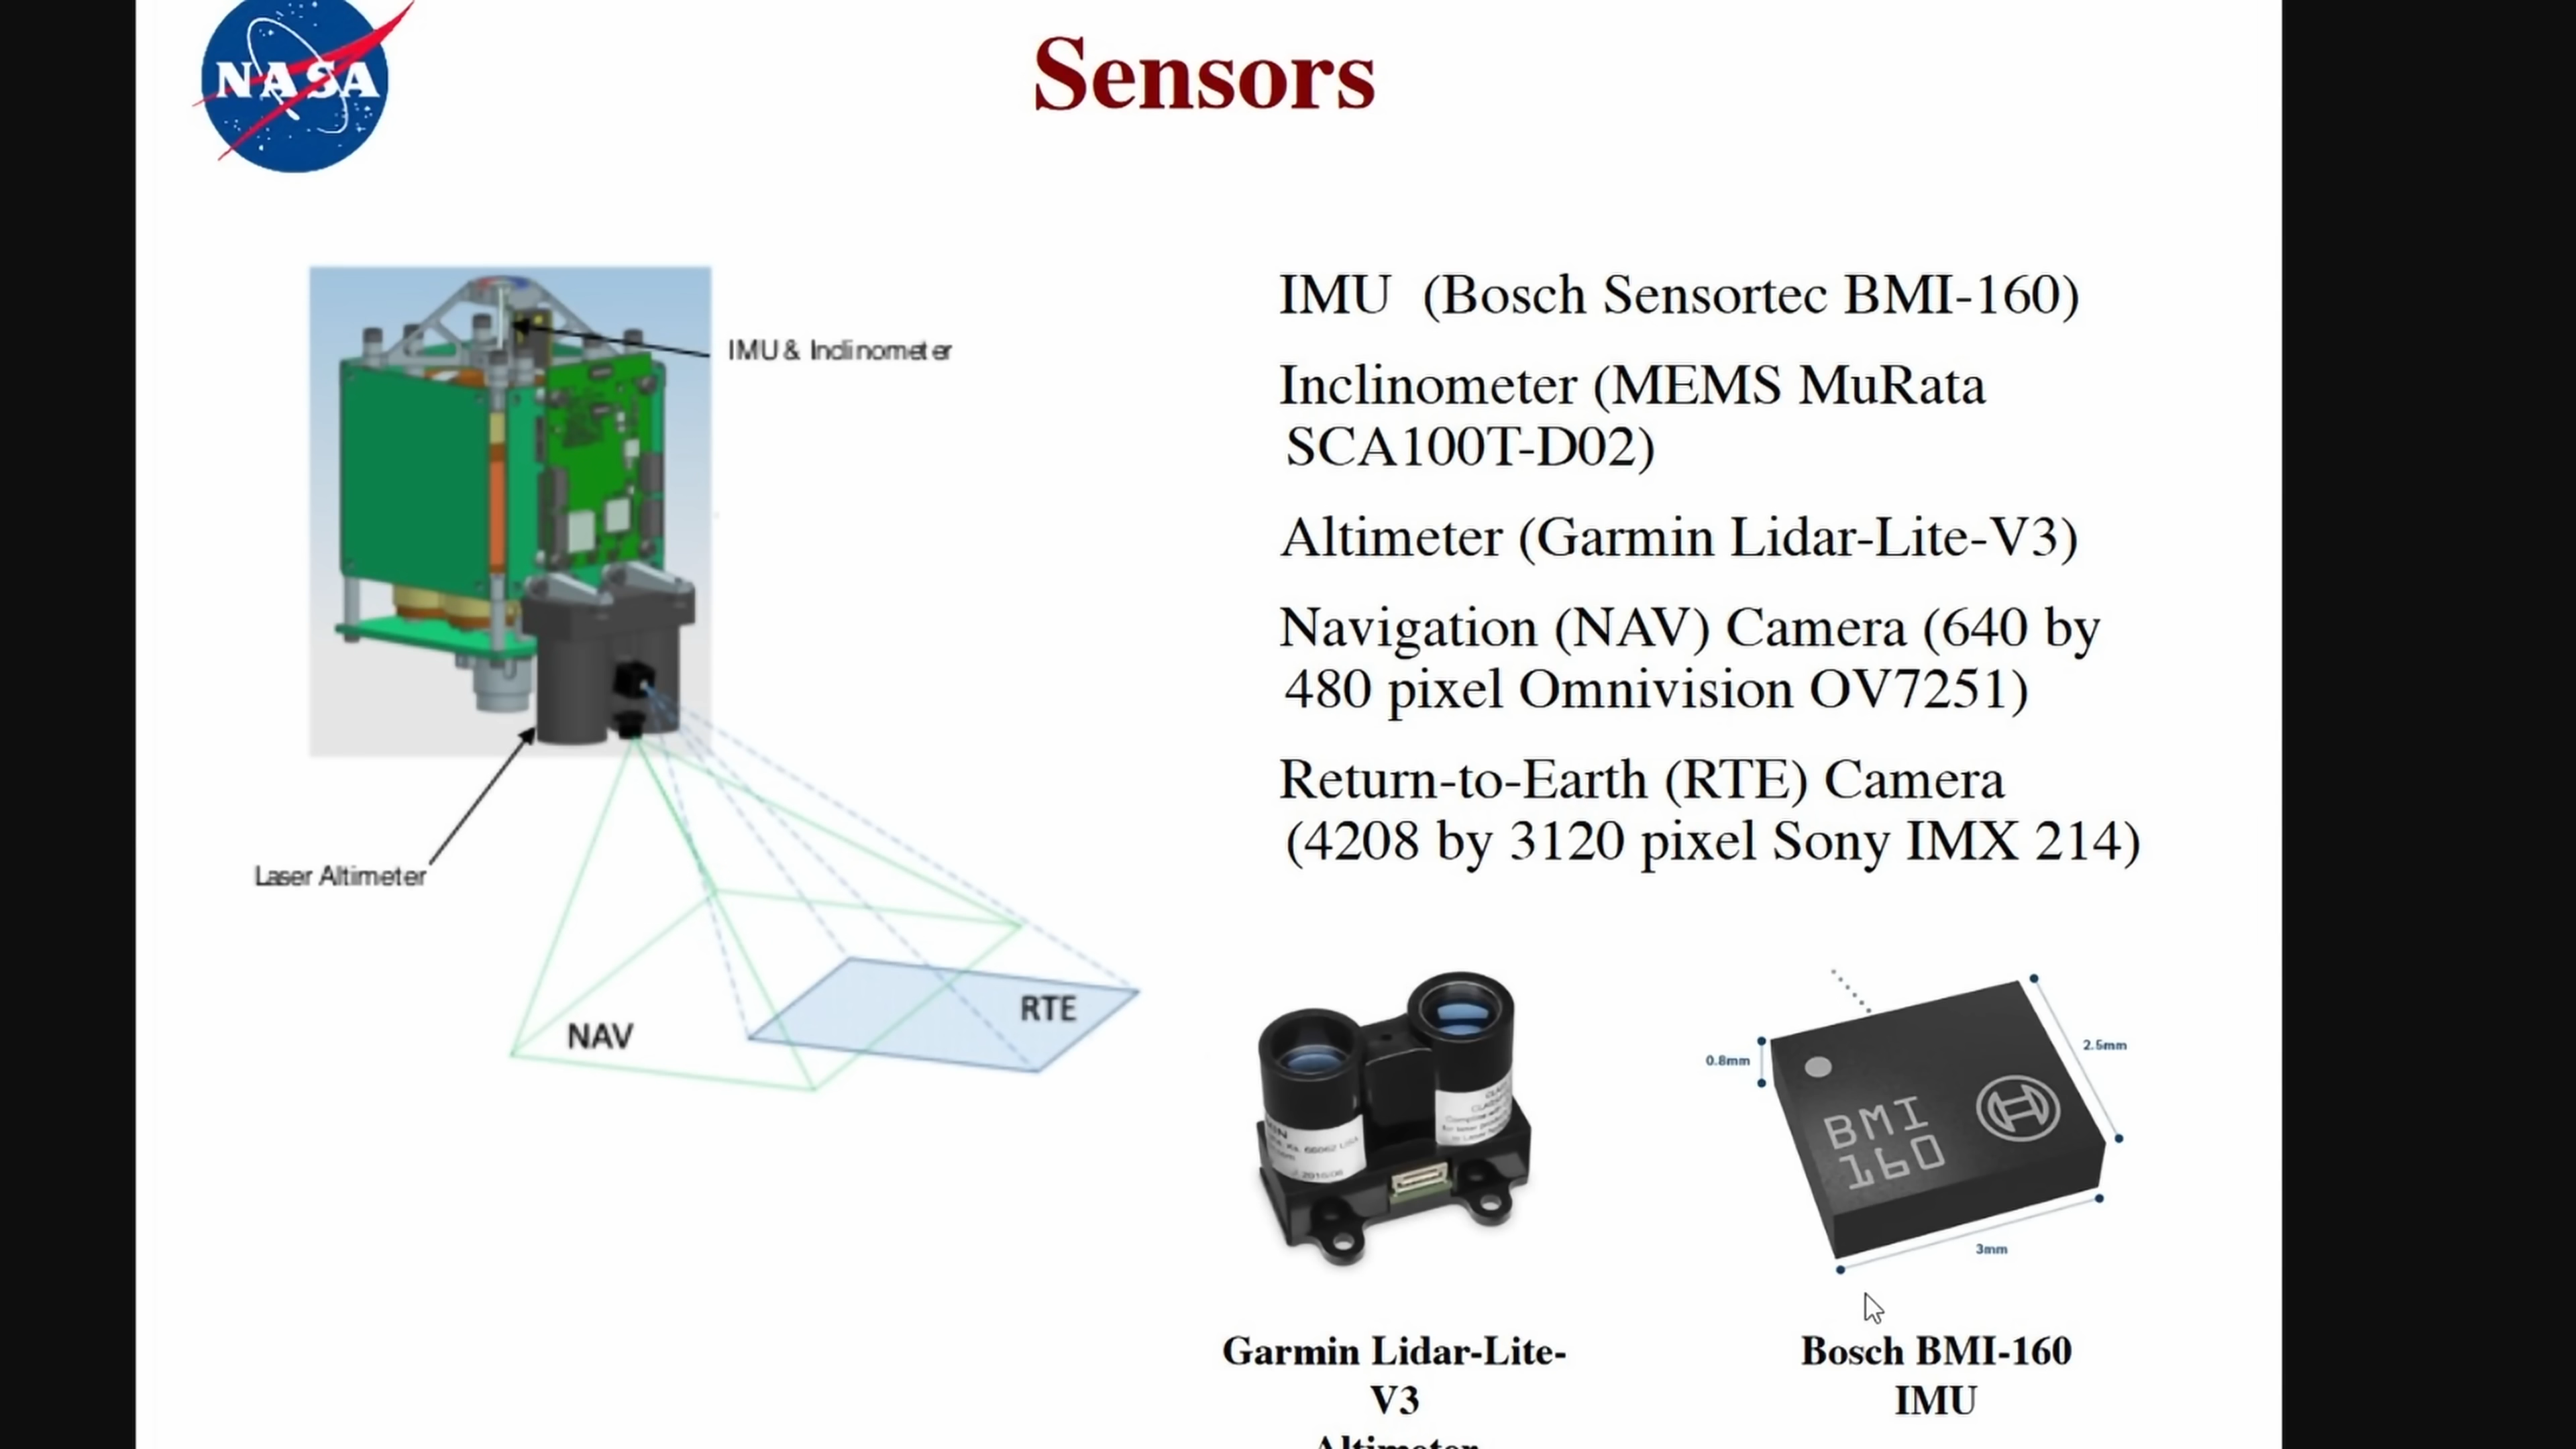 NASA
Sensors
IMU & Inclinometer
Laser Altimeter
NAV
RTE
IMU (Bosch Sensortec BMI-160)
Inclinometer (MEMS MuRata
SCA100T-D02)
Altimeter (Garmin Lidar-Lite-V3)
Navigation (NAV) Camera (640 by
480 pixel Omnivision OV7251)
Return-to-Earth (RTE) Camera
(4208 by 3120 pixel Sony IMX 214)
0.8mm
2.5mm
BMI
160
3mm
Garmin Lidar-Lite-
V3
Altimeter
Bosch BMI-160
IMU